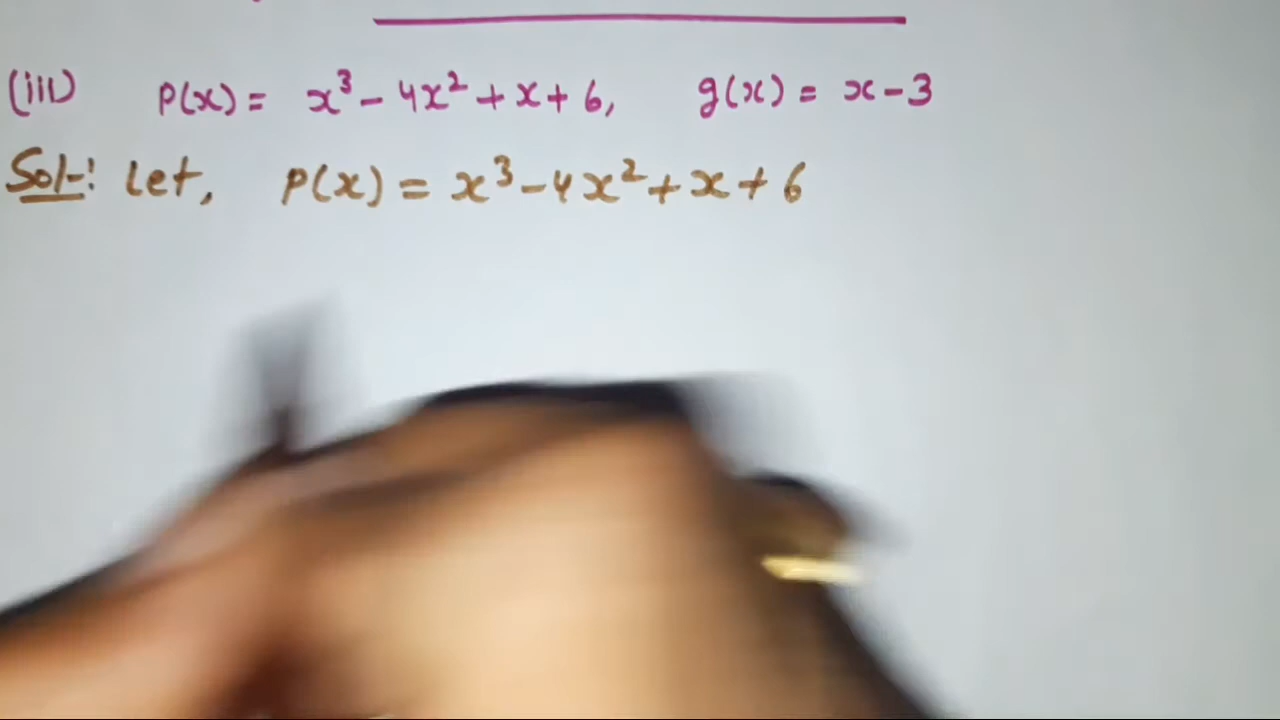 (iii) p(x) = x³ - 4x² + x + 6, g(x) = x - 3
Sol-: Let, p(x) = x³ - 4x² + x + 6